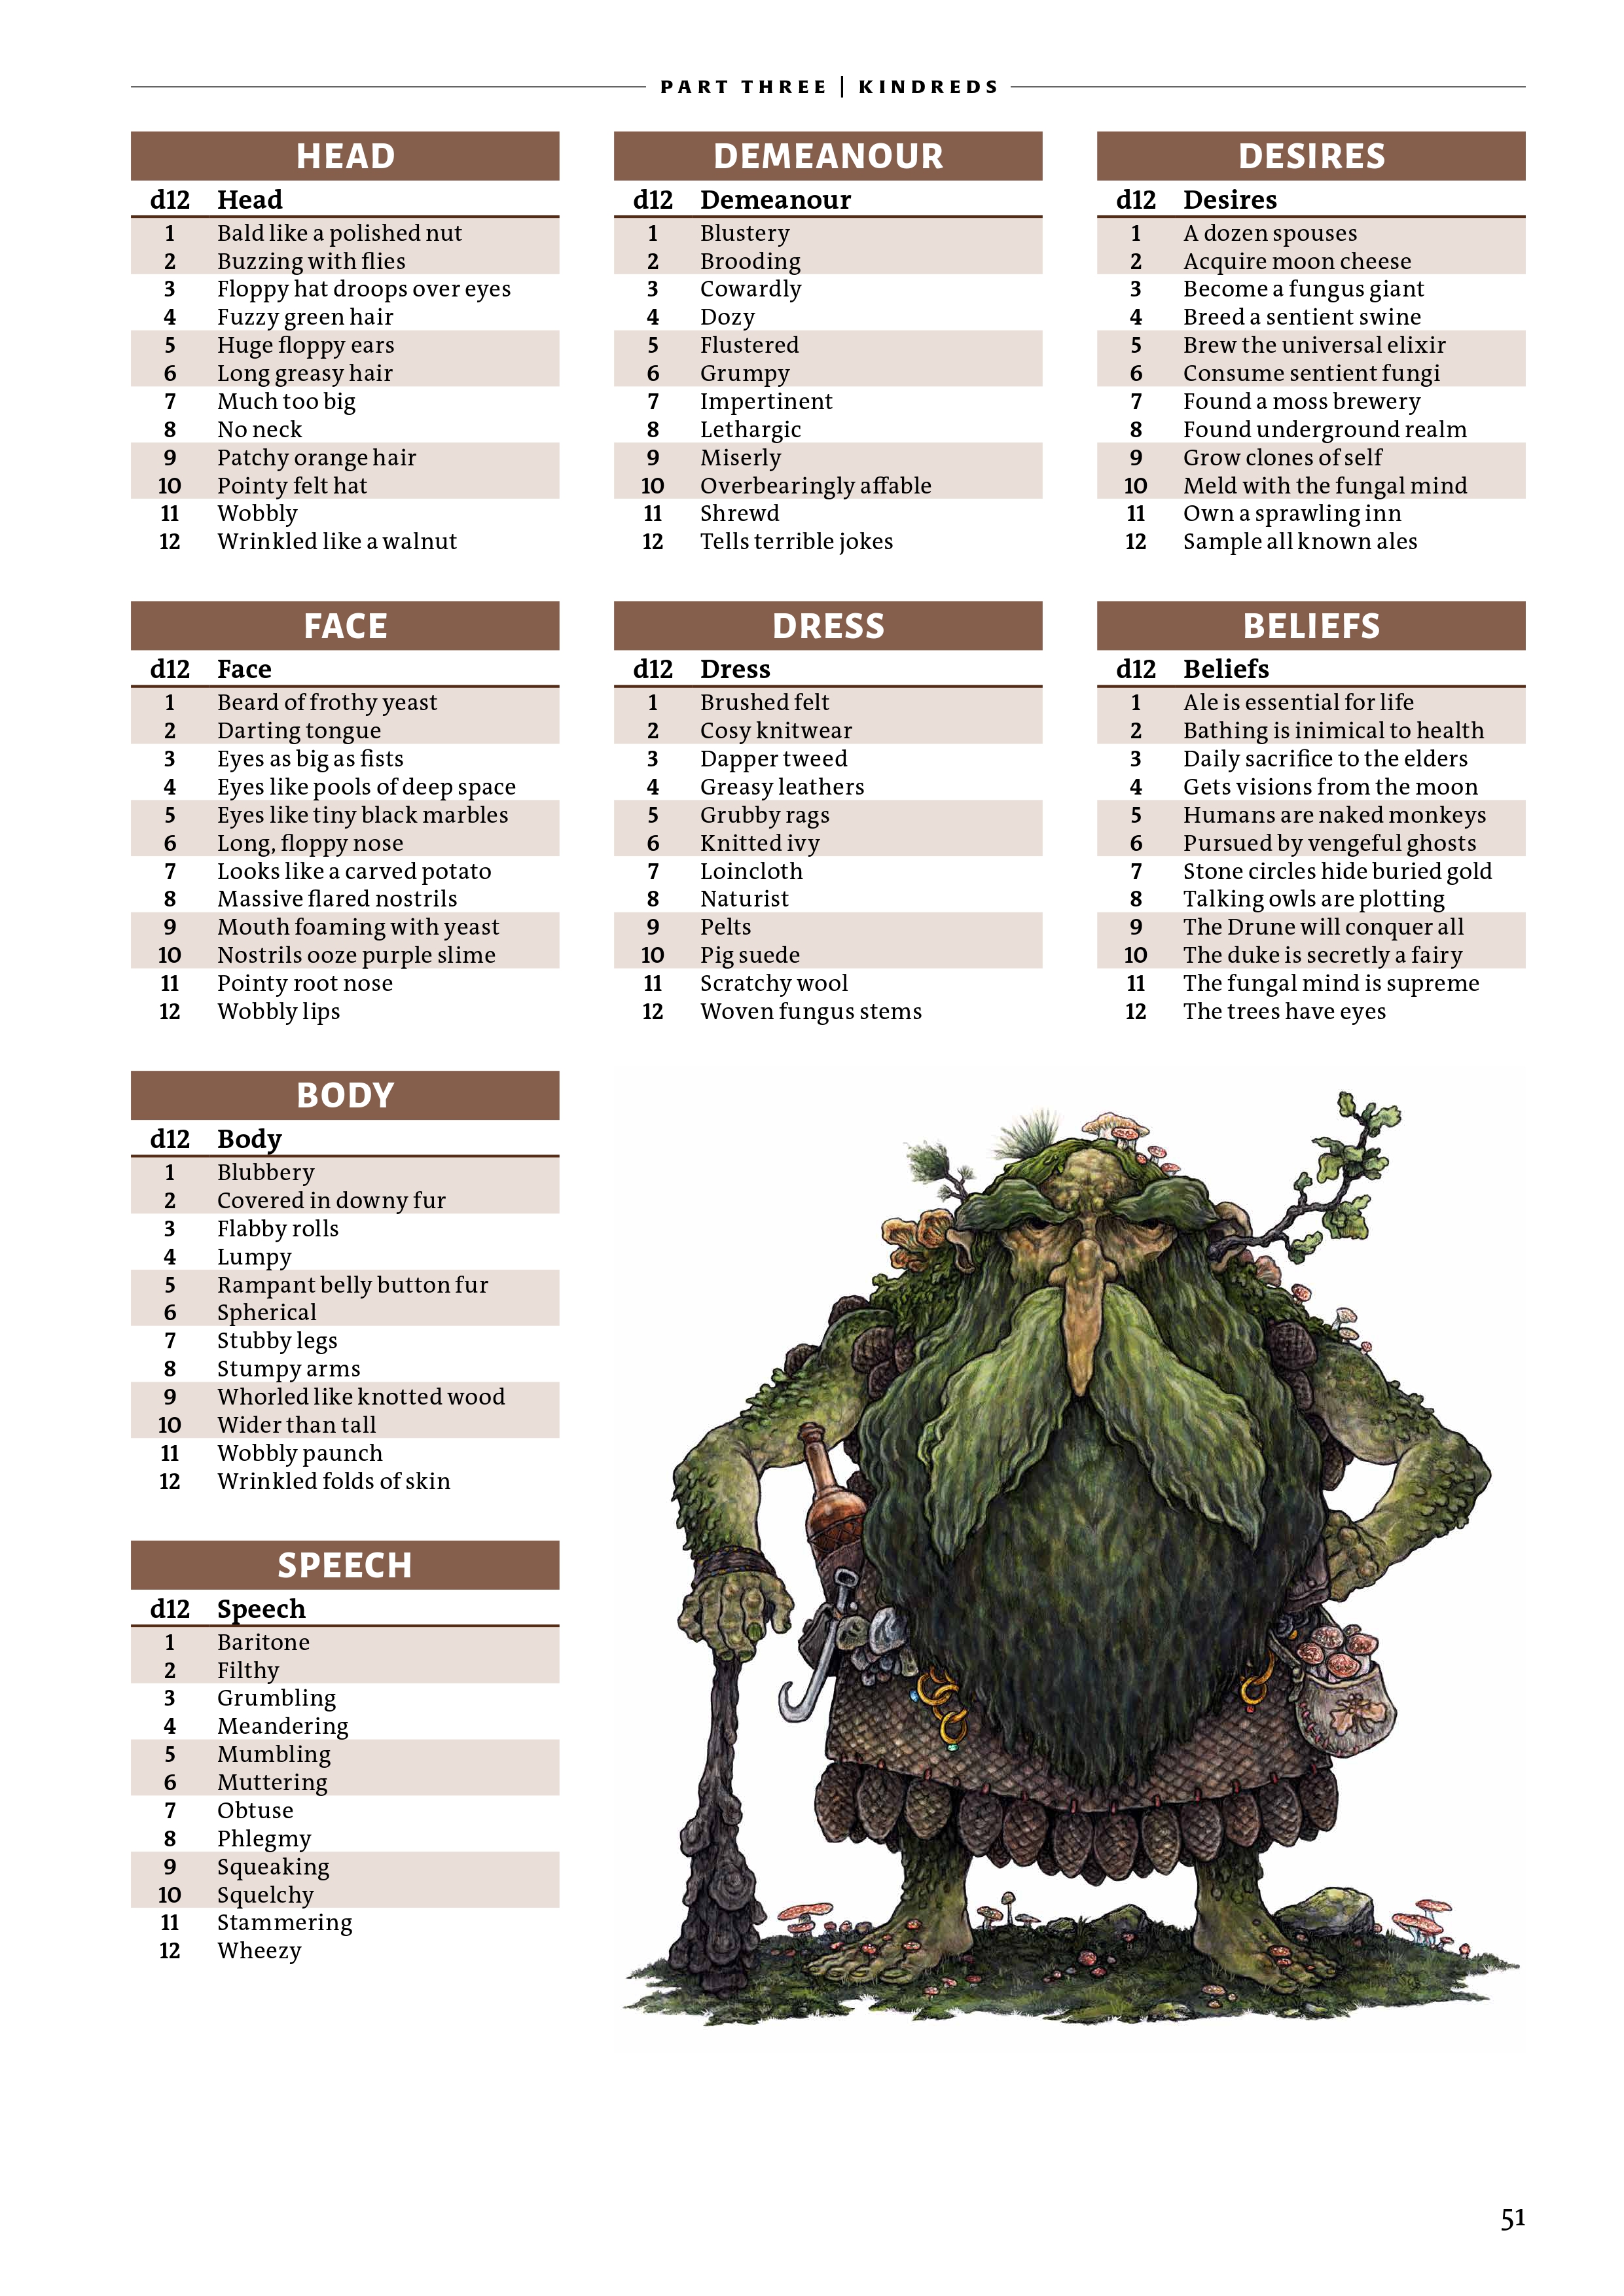 PART THREE | KINDREDS
HEAD
d12 Head
1 Bald like a polished nut
2 Buzzing with flies
3 Floppy hat droops over eyes
4 Fuzzy green hair
5 Huge floppy ears
6 Long greasy hair
7 Much too big
8 No neck
9 Patchy orange hair
10 Pointy felt hat
11 Wobbly
12 Wrinkled like a walnut
FACE
d12 Face
1 Beard of frothy yeast
2 Darting tongue
3 Eyes as big as fists
4 Eyes like pools of deep space
5 Eyes like tiny black marbles
6 Long, floppy nose
7 Looks like a carved potato
8 Massive flared nostrils
9 Mouth foaming with yeast
10 Nostrils ooze purple slime
11 Pointy root nose
12 Wobbly lips
BODY
d12 Body
1 Blubbery
2 Covered in downy fur
3 Flabby rolls
4 Lumpy
5 Rampant belly button fur
6 Spherical
7 Stubby legs
8 Stumpy arms
9 Whorled like knotted wood
10 Wider than tall
11 Wobbly paunch
12 Wrinkled folds of skin
SPEECH
d12 Speech
1 Baritone
2 Filthy
3 Grumbling
4 Meandering
5 Mumbling
6 Muttering
7 Obtuse
8 Phlegmy
9 Squeaking
10 Squelchy
11 Stammering
12 Wheezy
DEMEANOUR
d12 Demeanour
1 Blustery
2 Brooding
3 Cowardly
4 Dozy
5 Flustered
6 Grumpy
7 Impertinent
8 Lethargic
9 Miserly
10 Overbearingly affable
11 Shrewd
12 Tells terrible jokes
DRESS
d12 Dress
1 Brushed felt
2 Cosy knitwear
3 Dapper tweed
4 Greasy leathers
5 Grubby rags
6 Knitted ivy
7 Loincloth
8 Naturist
9 Pelts
10 Pig suede
11 Scratchy wool
12 Woven fungus stems
DESIRES
d12 Desires
1 A dozen spouses
2 Acquire moon cheese
3 Become a fungus giant
4 Breed a sentient swine
5 Brew the universal elixir
6 Consume sentient fungi
7 Found a moss brewery
8 Found underground realm
9 Grow clones of self
10 Meld with the fungal mind
11 Own a sprawling inn
12 Sample all known ales
BELIEFS
d12 Beliefs
1 Ale is essential for life
2 Bathing is inimical to health
3 Daily sacrifice to the elders
4 Gets visions from the moon
5 Humans are naked monkeys
6 Pursued by vengeful ghosts
7 Stone circles hide buried gold
8 Talking owls are plotting
9 The Drune will conquer all
10 The duke is secretly a fairy
11 The fungal mind is supreme
12 The trees have eyes
51